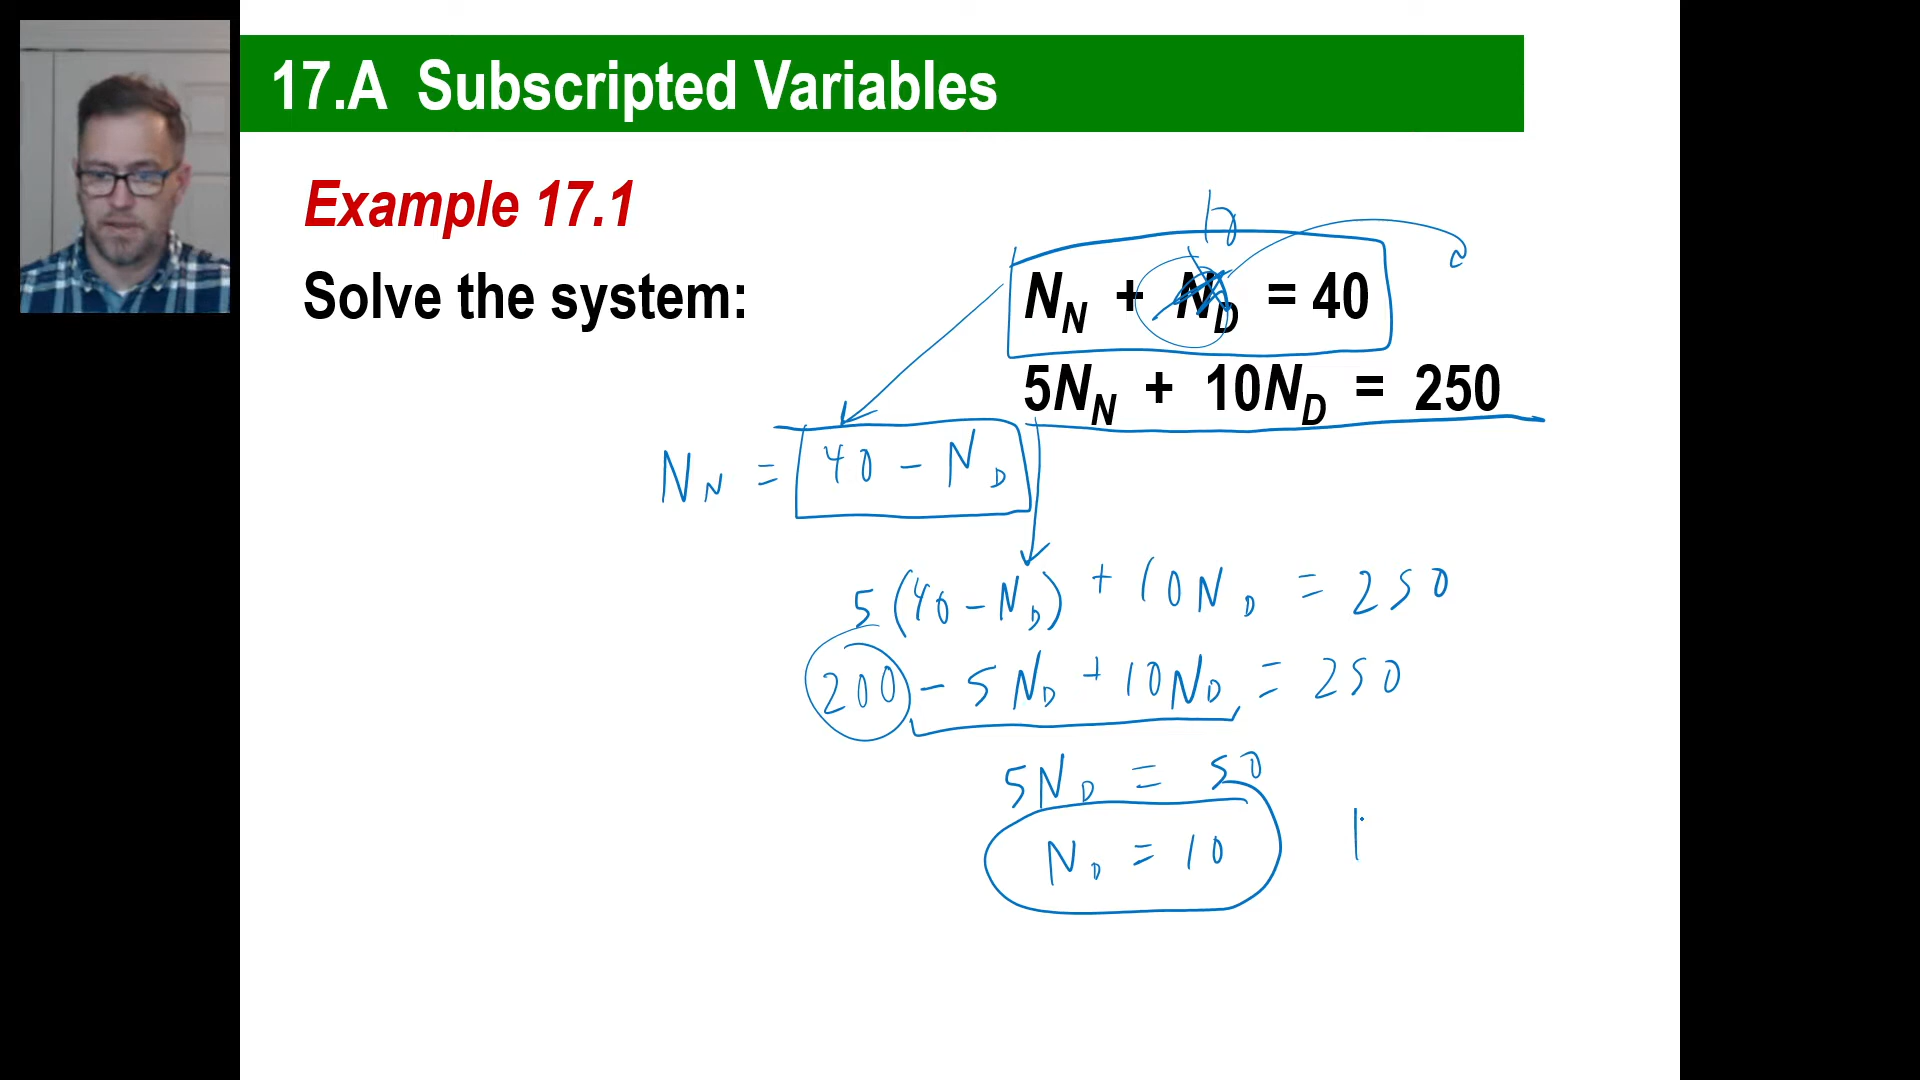 17.A Subscripted Variables
Example 17.1
10
Solve the system: N_N + N_D = 40
5N_N + 10N_D = 250
N_N = 40 - N_D
5(40 - N_D) + 10N_D = 250
200 - 5N_D + 10N_D = 250
5N_D = 50
N_D = 10